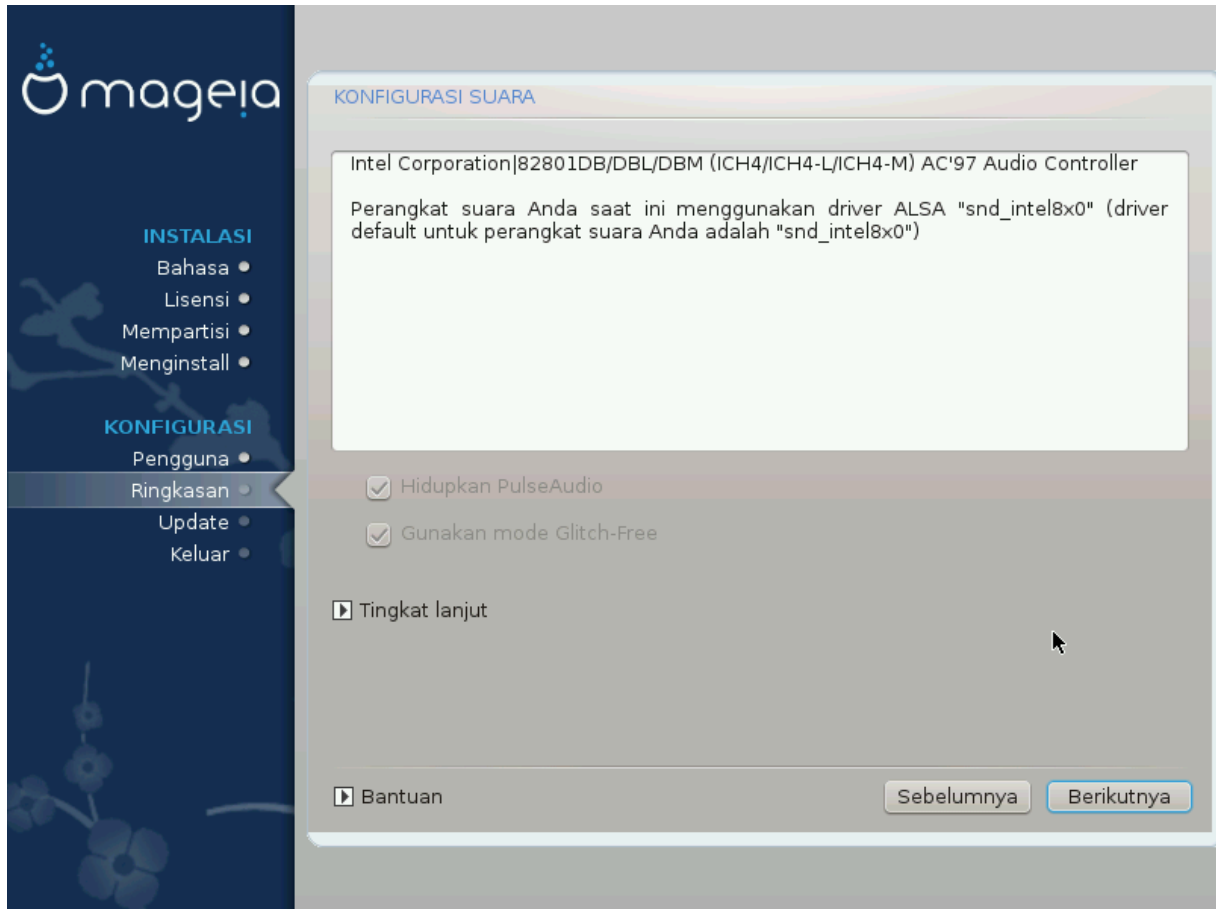 mageia
INSTALASI
Bahasa
Lisensi
Mempartisi
Menginstall
KONFIGURASI
Pengguna
Ringkasan
Update
Keluar
KONFIGURASI SUARA
Intel Corporation|82801DB/DBL/DBM (ICH4/ICH4-L/ICH4-M) AC'97 Audio Controller
Perangkat suara Anda saat ini menggunakan driver ALSA "snd_intel8x0" (driver
default untuk perangkat suara Anda adalah "snd_intel8x0")
Hidupkan PulseAudio
Gunakan mode Glitch-Free
Tingkat lanjut
Bantuan
Sebelumnya
Berikutnya